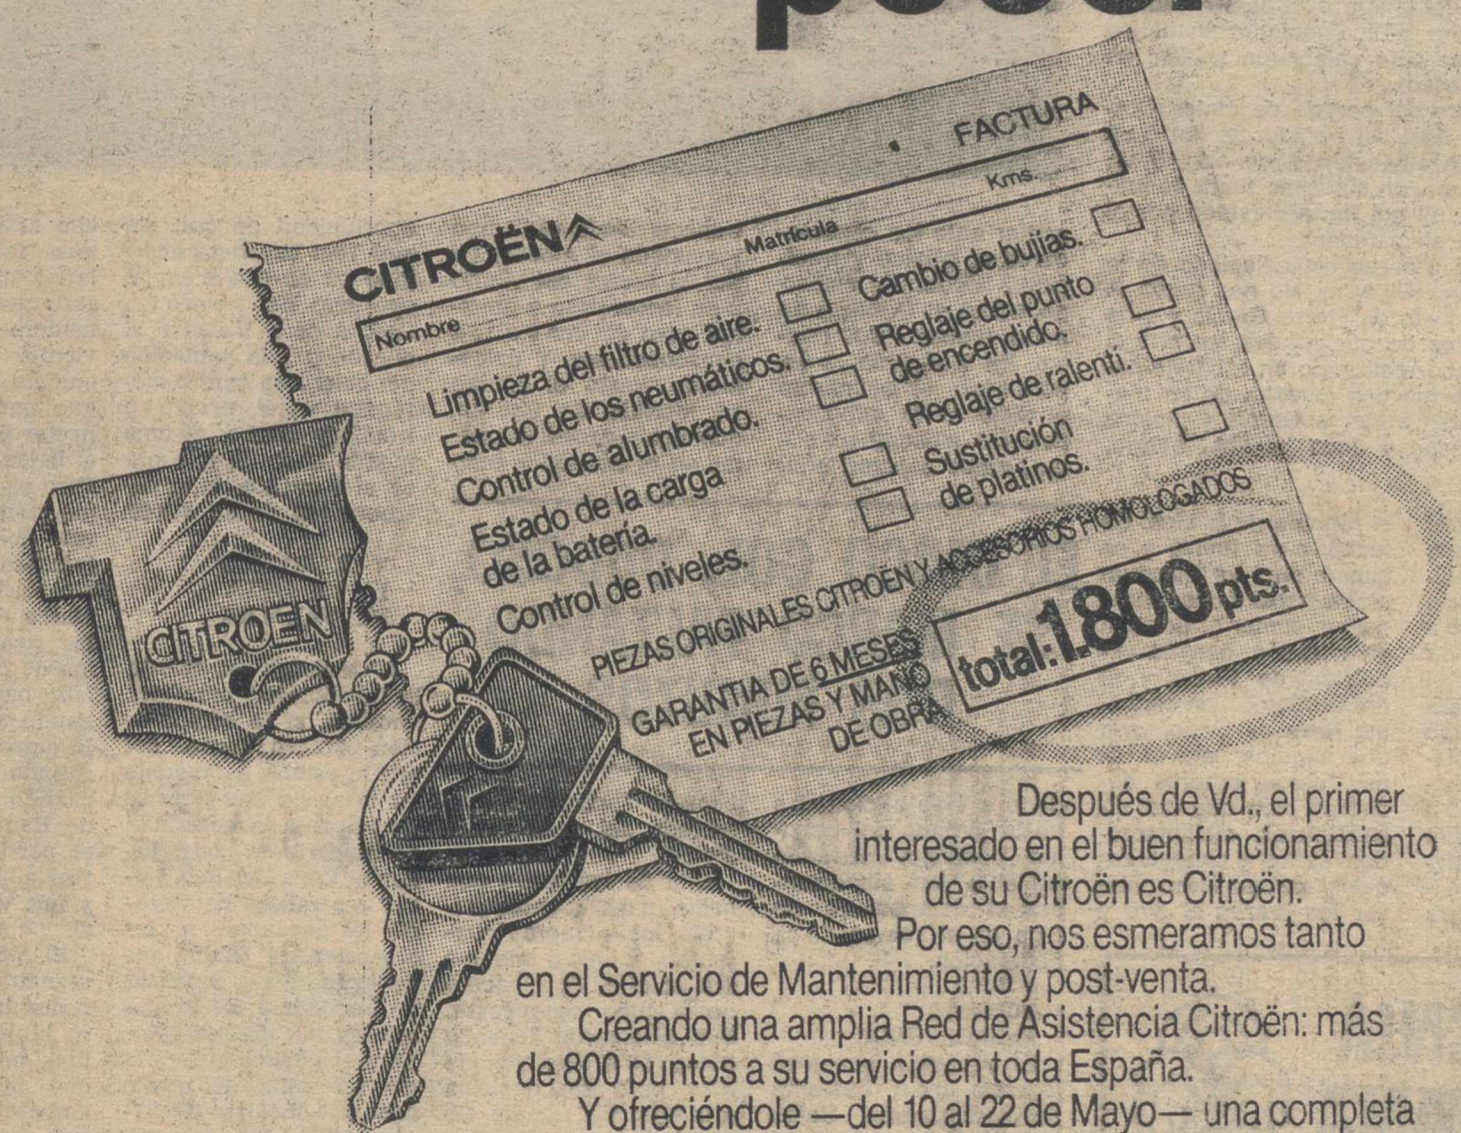 FACTURA
CITROËN
Nombre Matrícula Kms.
Limpieza del filtro de aire.
Estado de los neumáticos.
Control de alumbrado.
Estado de la carga
de la batería.
Control de niveles.
Cambio de bujías.
Reglaje del punto
de encendido.
Reglaje de ralentí.
Sustitución
de platinos.
PIEZAS ORIGINALES CITROËN Y ACCESORIOS HOMOLOGADOS
GARANTIA DE 6 MESES
EN PIEZAS Y MANO
DE OBRA
total: 1.800 pts.
CITROEN
Después de Vd., el primer
interesado en el buen funcionamiento
de su Citroën es Citroën.
Por eso, nos esmeramos tanto
en el Servicio de Mantenimiento y post-venta.
Creando una amplia Red de Asistencia Citroën: más
de 800 puntos a su servicio en toda España.
Y ofreciéndole —del 10 al 22 de Mayo— una completa